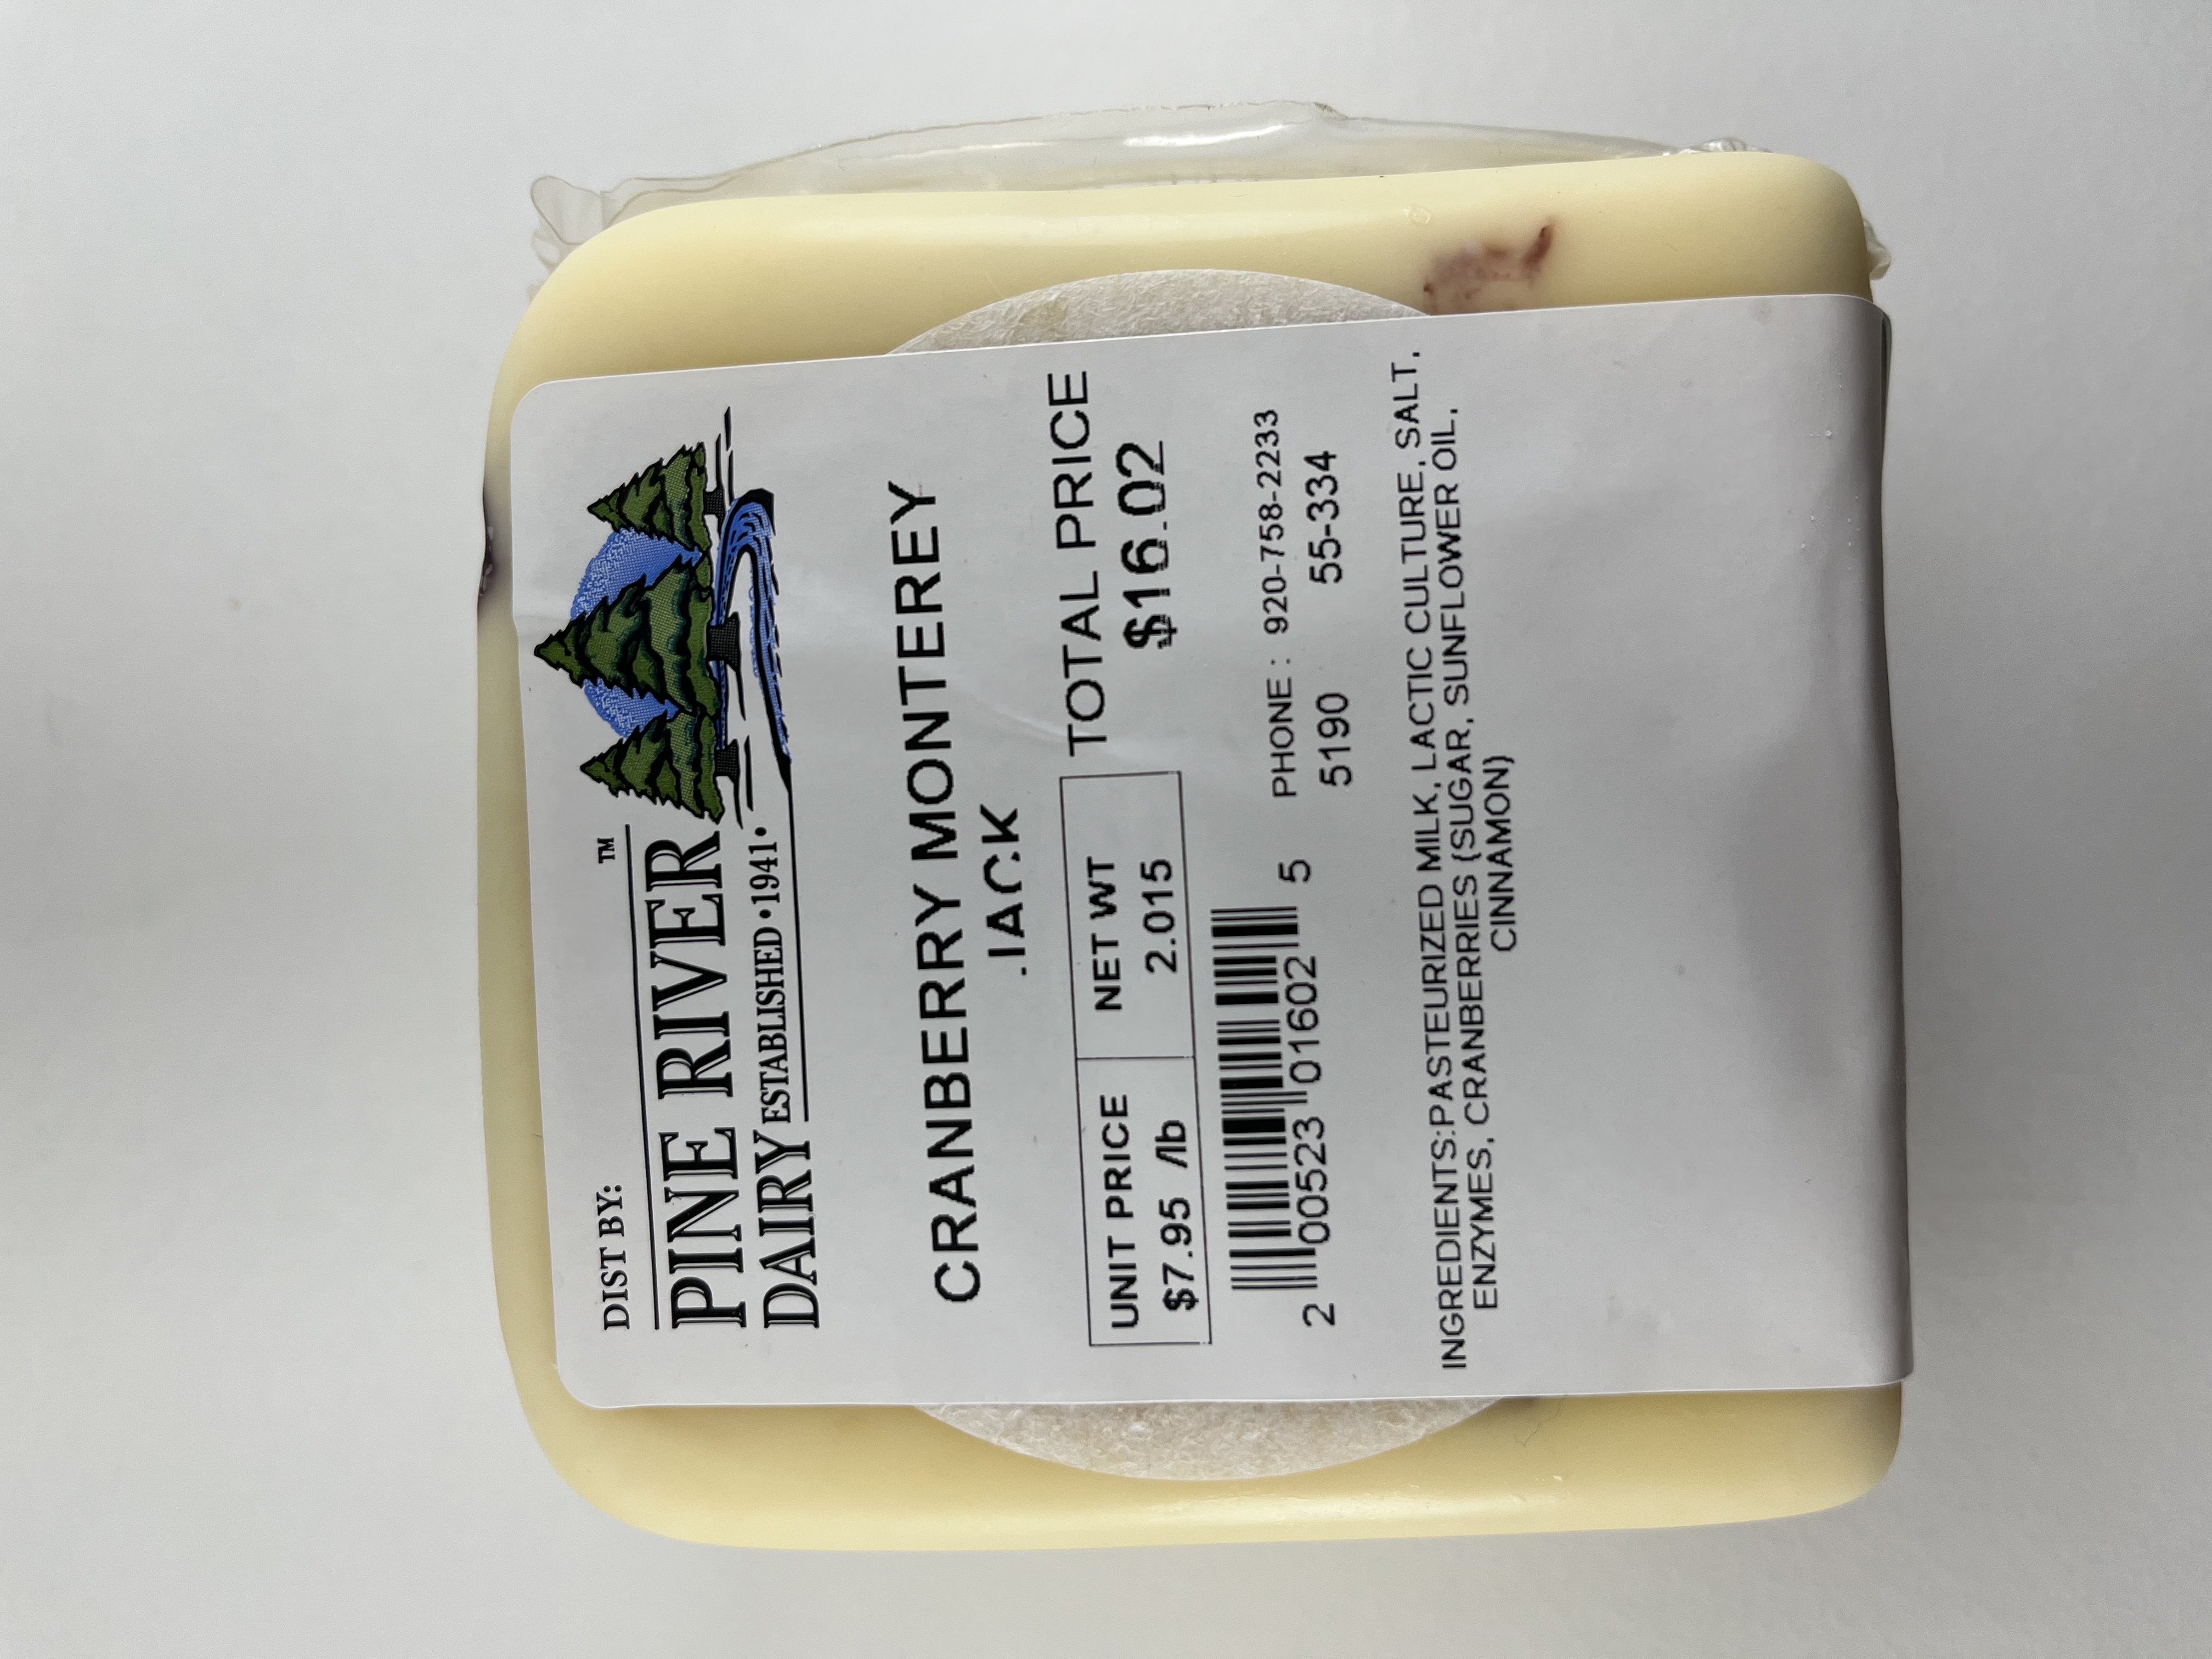 DIST BY:
PINE RIVER™
DAIRY ESTABLISHED • 1941 •
CRANBERRY MONTEREY
JACK
UNIT PRICE NET WT TOTAL PRICE
$7.95 /lb 2.015 $16.02
2 00523 01602 5
PHONE: 920-758-2233
5190 55-334
INGREDIENTS:PASTEURIZED MILK, LACTIC CULTURE, SALT,
ENZYMES, CRANBERRIES (SUGAR, SUNFLOWER OIL,
CINNAMON)